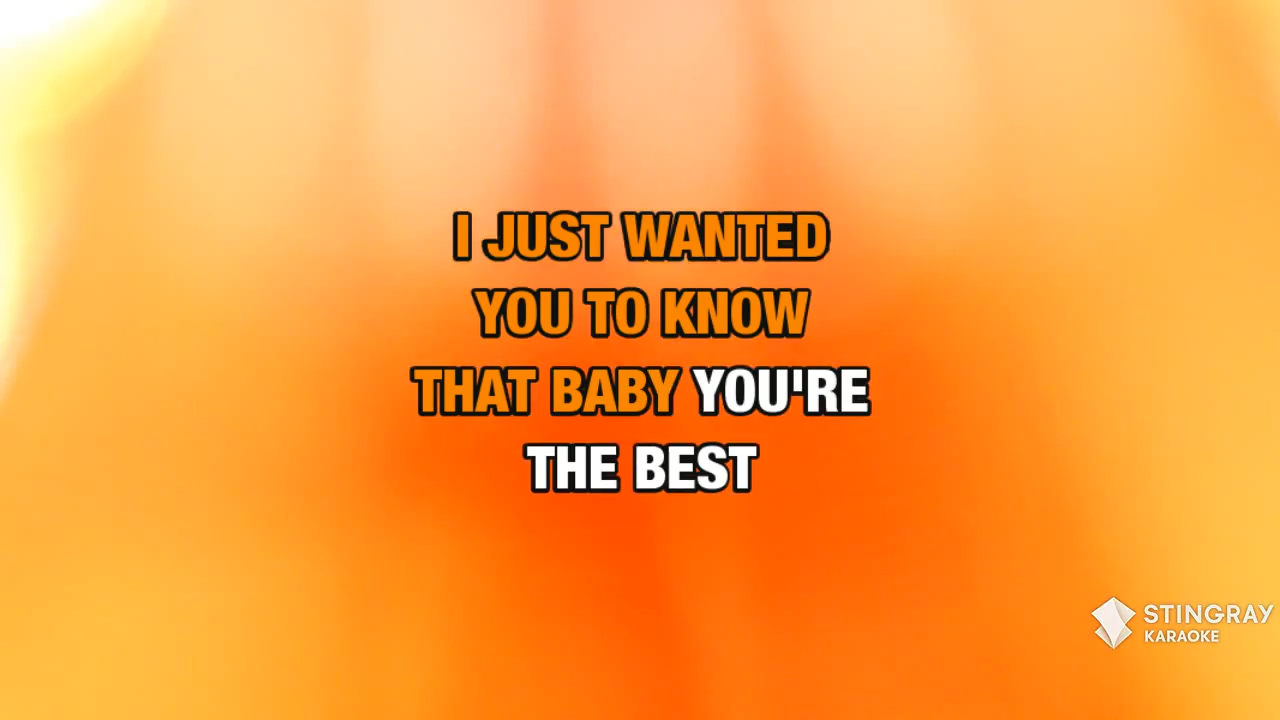 I JUST WANTED
YOU TO KNOW
THAT BABY YOU'RE
THE BEST
STINGRAY
KARAOKE